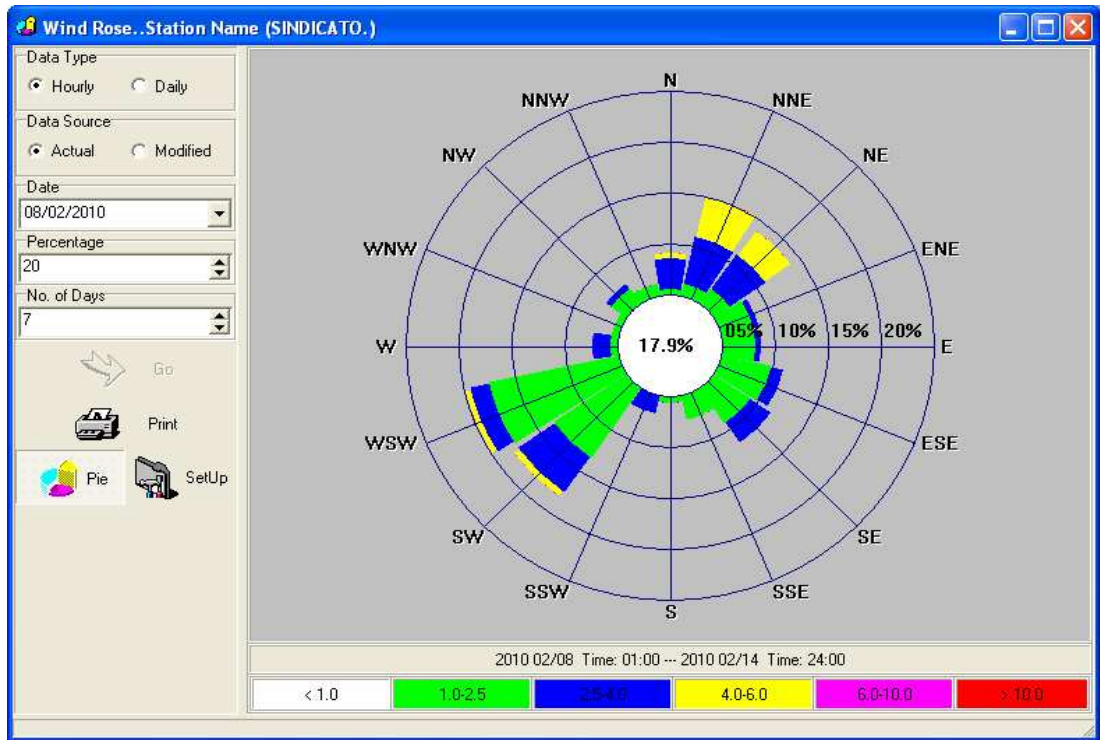 Wind Rose..Station Name (SINDICATO.)
Data Type
Hourly Daily
Data Source
Actual Modified
Date
08/02/2010
Percentage
20
No. of Days
7
Go
Print
Pie SetUp
N
NNW NNE
NW NE
WNW ENE
W 17.9% 05% 10% 15% 20% E
WSW ESE
SW SE
SSW SSE
S
2010 02/08 Time: 01:00 --- 2010 02/14 Time: 24:00
< 1.0 1.0-2.5 2.5-4.0 4.0-6.0 6.0-10.0 > 10.0